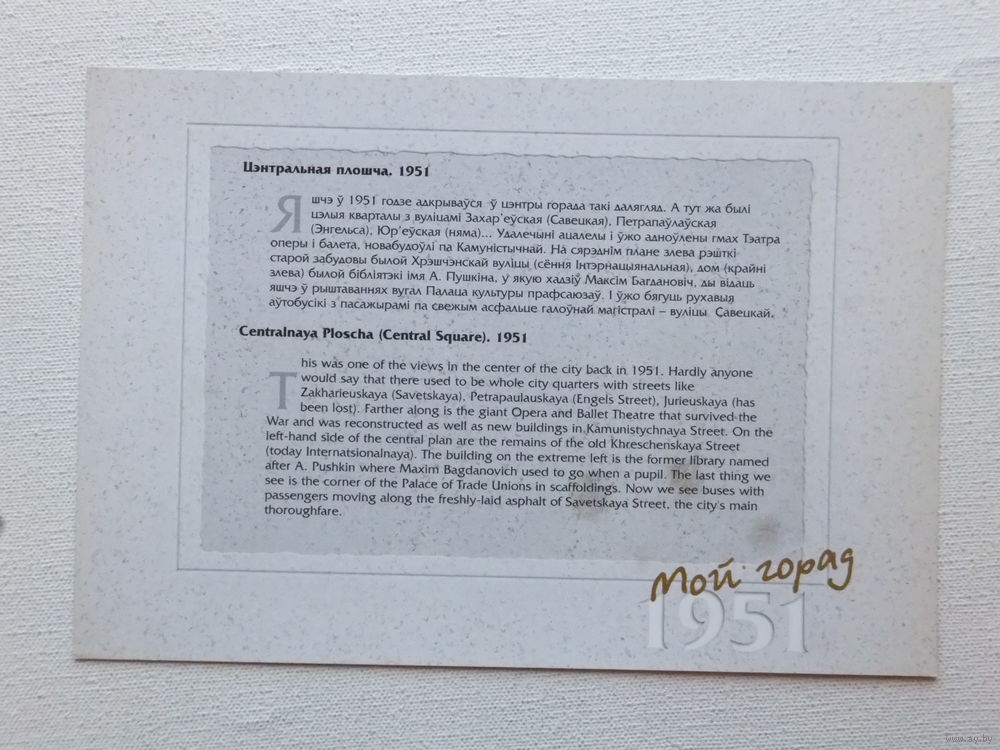 Цэнтральная плошча. 1951
Яшчэ ў 1951 годзе адкрываўся ў цэнтры горада такі далягляд. А тут жа былі
цэлыя кварталы з вуліцамі Захар'еўская (Савецкая), Петрапаўлаўская
(Энгельса), Юр'еўская (няма)... Удалечыні ацалелы і ўжо адноўлены гмах Тэатра
оперы і балета, новабудоўлі па Камуністычнай. На сярэднім плане злева рэшткі
старой забудовы былой Хрэшчэнскай вуліцы (сёння Інтэрнацыянальная), дом (крайні
злева) былой бібліятэкі імя А. Пушкіна, у якую хадзіў Максім Багдановіч, ды відаць
яшчэ ў рыштаваннях вугал Палаца культуры прафсаюзаў. І ўжо бягуць рухавыя
аўтобусікі з пасажырамі па свежым асфальце галоўнай магістралі – вуліцы Савецкай.
Centralnaya Ploscha (Central Square). 1951
This was one of the views in the center of the city back in 1951. Hardly anyone
would say that there used to be whole city quarters with streets like
Zakharieuskaya (Savetskaya), Petrapaulauskaya (Engels Street), Jurieuskaya (has
been lost). Farther along is the giant Opera and Ballet Theatre that survived the
War and was reconstructed as well as new buildings in Kamunistychnaya Street. On the
left-hand side of the central plan are the remains of the old Khreschenskaya Street
(today Internatsionalnaya). The building on the extreme left is the former library named
after A. Pushkin where Maxim Bagdanovich used to go when a pupil. The last thing we
see is the corner of the Palace of Trade Unions in scaffoldings. Now we see buses with
passengers moving along the freshly-laid asphalt of Savetskaya Street, the city's main
thoroughfare.
Мой горад
1951
www.ay.by